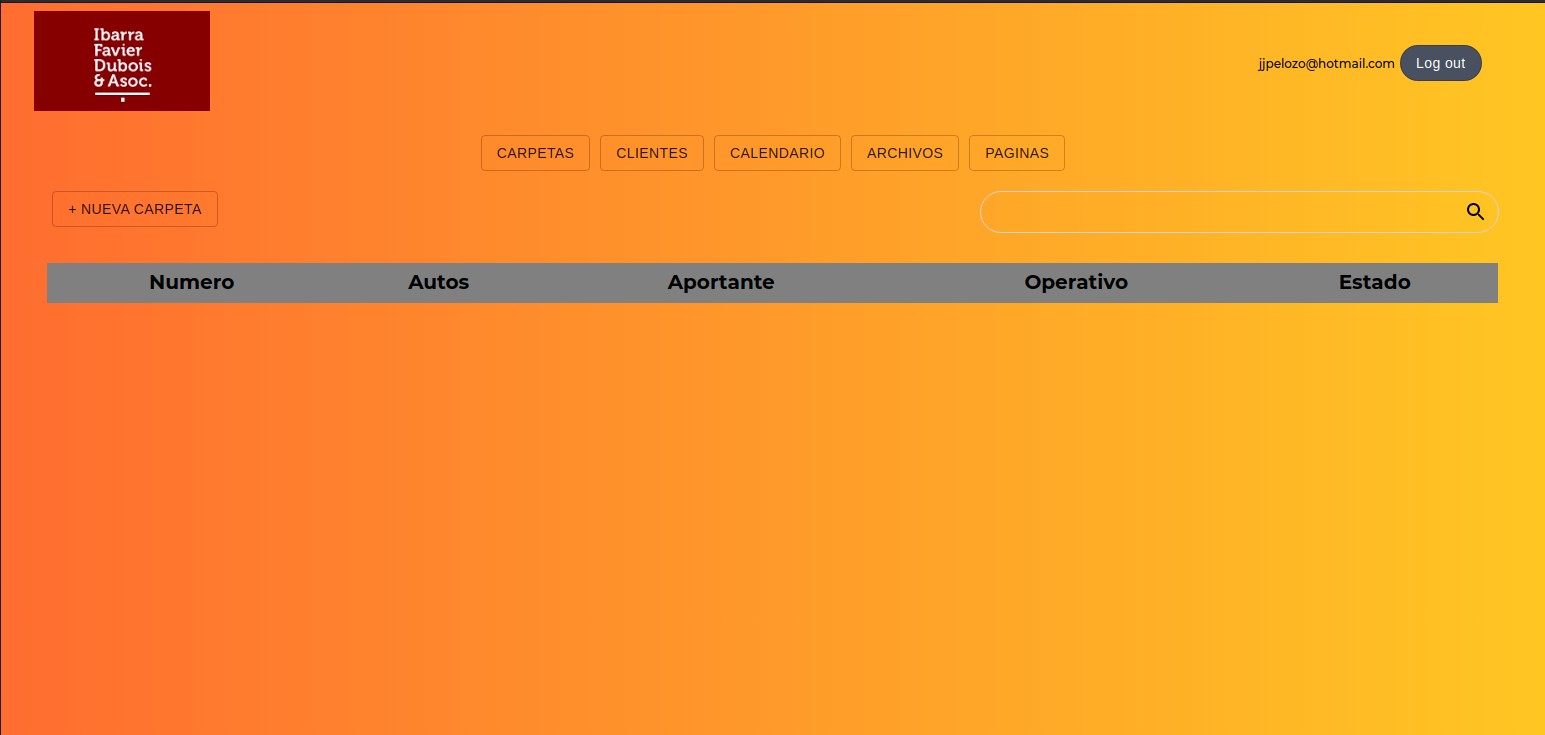 Ibarra
Favier
Dubois
& Asoc.
jjpelozo@hotmail.com Log out
CARPETAS CLIENTES CALENDARIO ARCHIVOS PAGINAS
+ NUEVA CARPETA
Numero Autos Aportante Operativo Estado